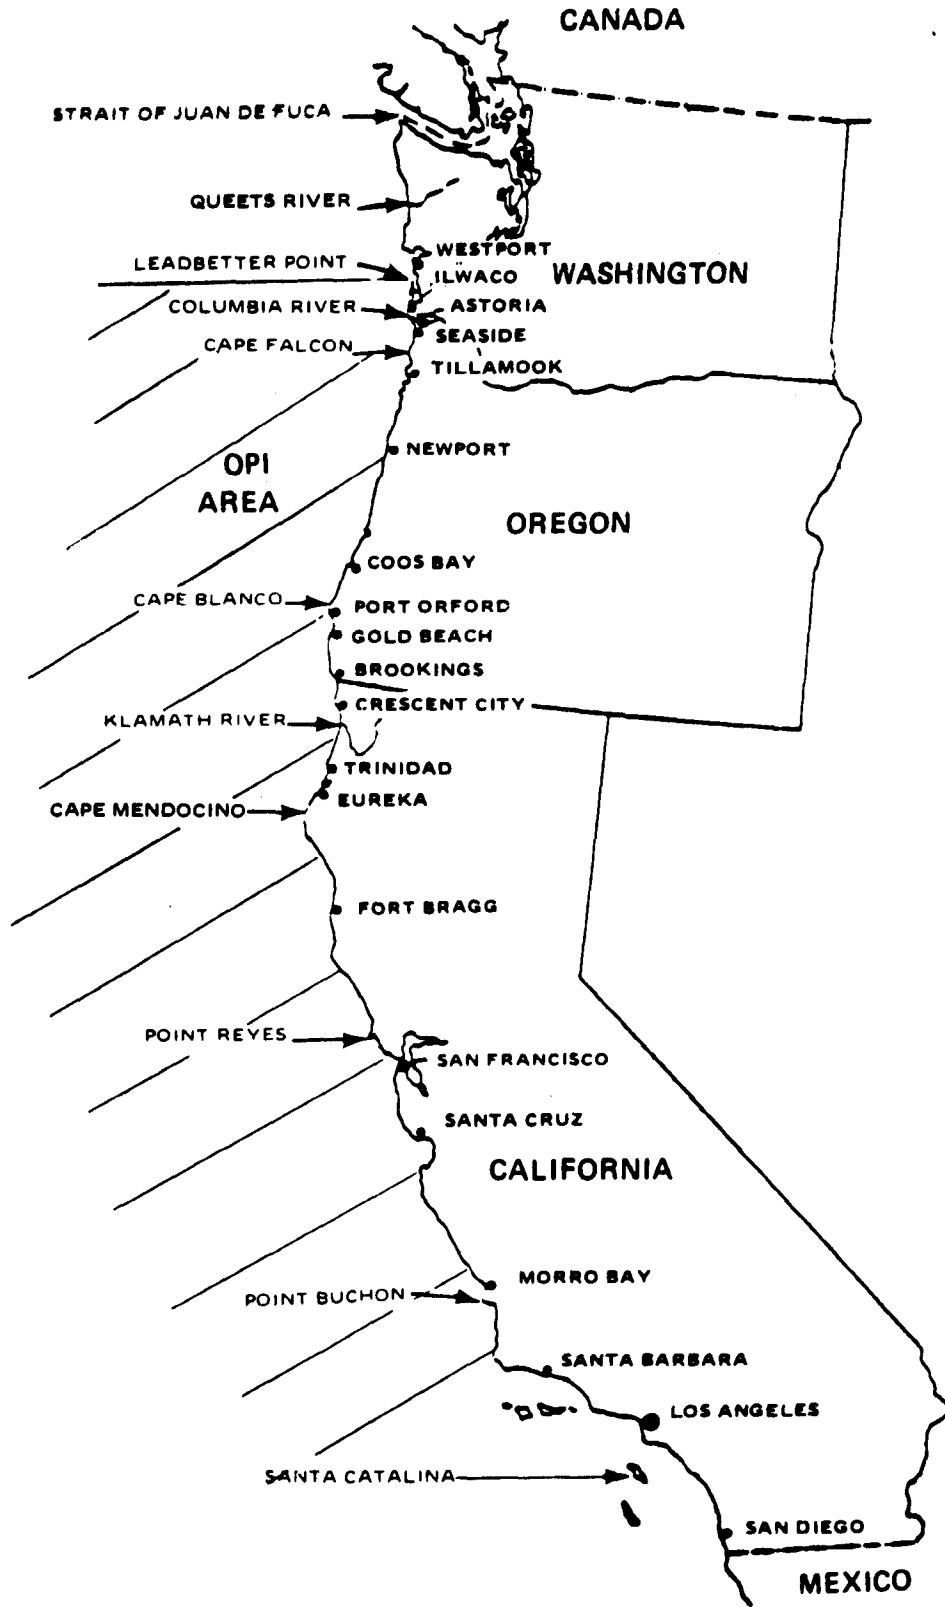 CANADA
STRAIT OF JUAN DE FUCA
QUEETS RIVER
WESTPORT
LEADBETTER POINT
ILWACO
WASHINGTON
COLUMBIA RIVER
ASTORIA
SEASIDE
CAPE FALCON
TILLAMOOK
NEWPORT
OPI
AREA
OREGON
COOS BAY
CAPE BLANCO
PORT ORFORD
GOLD BEACH
BROOKINGS
CRESCENT CITY
KLAMATH RIVER
TRINIDAD
EUREKA
CAPE MENDOCINO
FORT BRAGG
POINT REYES
SAN FRANCISCO
SANTA CRUZ
CALIFORNIA
MORRO BAY
POINT BUCHON
SANTA BARBARA
LOS ANGELES
SANTA CATALINA
SAN DIEGO
MEXICO